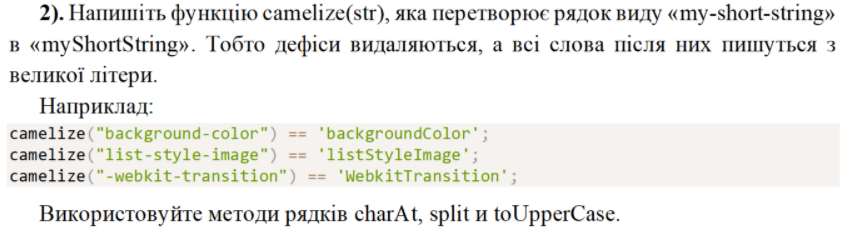 2). Напишіть функцію camelize(str), яка перетворює рядок виду «my-short-string»
в «myShortString». Тобто дефіси видаляються, а всі слова після них пишуться з
великої літери.
Наприклад:
camelize("background-color") == 'backgroundColor';
camelize("list-style-image") == 'listStyleImage';
camelize("-webkit-transition") == 'WebkitTransition';
Використовуйте методи рядків charAt, split и toUpperCase.